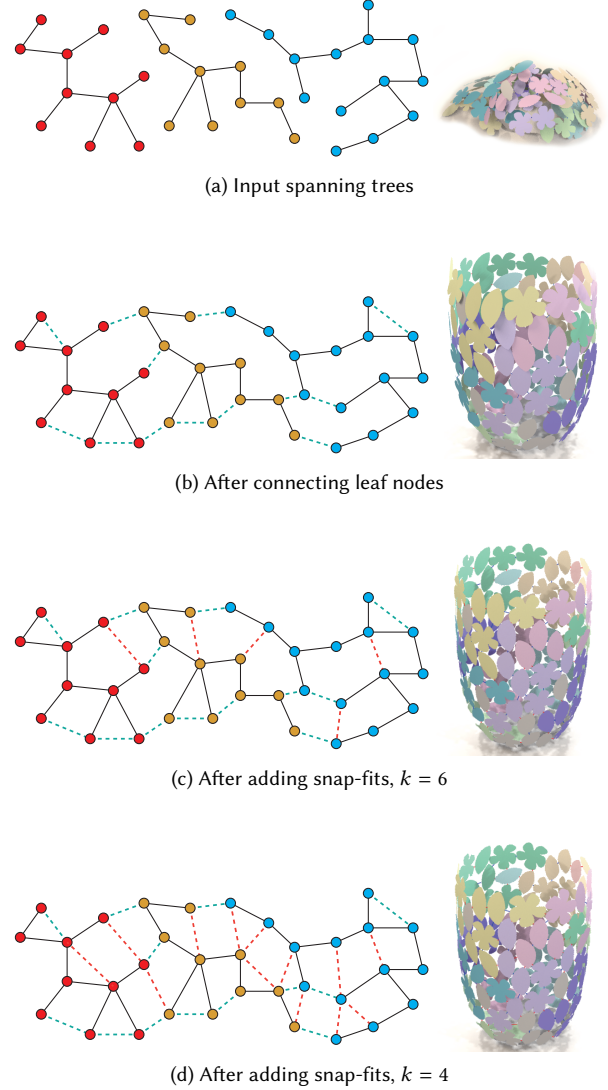 (a) Input spanning trees
(b) After connecting leaf nodes
(c) After adding snap-fits, k = 6
(d) After adding snap-fits, k = 4